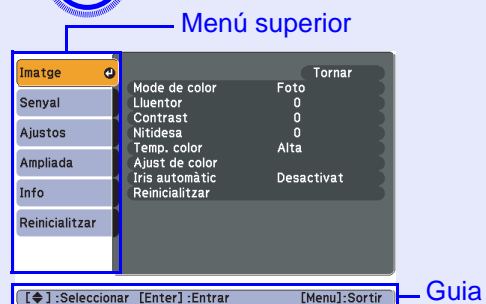 Menú superior
Imatge
Senyal
Ajustos
Ampliada
Info
Reinicialitzar
Tornar
Mode de color Foto
Lluentor 0
Contrast 0
Nitidesa 0
Temp. color Alta
Ajust de color
Iris automàtic Desactivat
Reinicialitzar
[◆] :Seleccionar [Enter] :Entrar [Menu]:Sortir
Guia